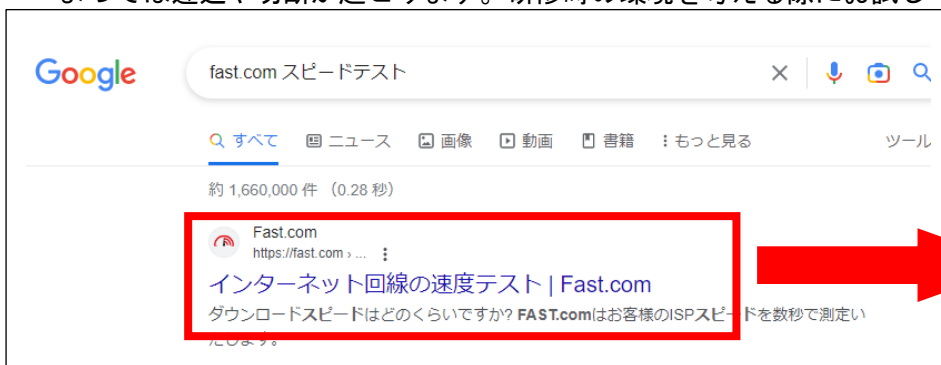 Google
fast.com スピードテスト
すべて ニュース 画像 動画 書籍 もっと見る ツール
約 1,660,000 件 （0.28 秒）
Fast.com
https://fast.com › ...
インターネット回線の速度テスト | Fast.com
ダウンロードスピードはどのくらいですか? FAST.comはお客様のISPスピードを数秒で測定い
たします。